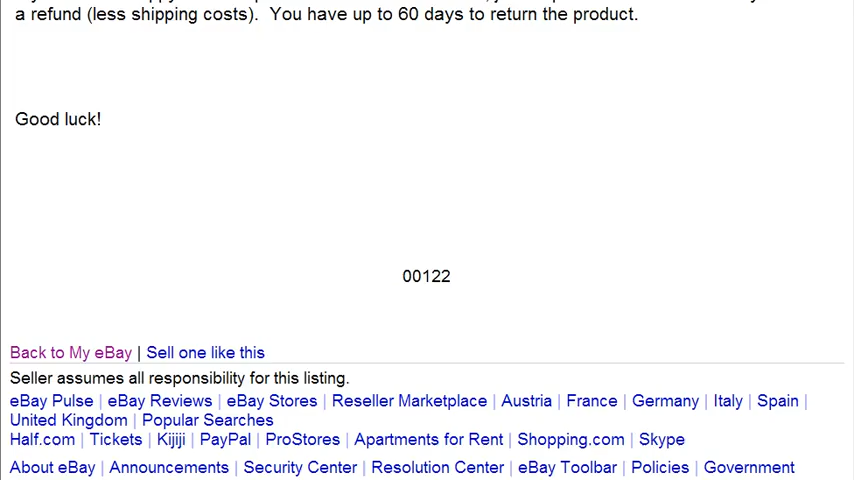 a refund (less shipping costs).  You have up to 60 days to return the product.
Good luck!
00122
Back to My eBay | Sell one like this
Seller assumes all responsibility for this listing.
eBay Pulse | eBay Reviews | eBay Stores | Reseller Marketplace | Austria | France | Germany | Italy | Spain |
United Kingdom | Popular Searches
Half.com | Tickets | Kijiji | PayPal | ProStores | Apartments for Rent | Shopping.com | Skype
About eBay | Announcements | Security Center | Resolution Center | eBay Toolbar | Policies | Government